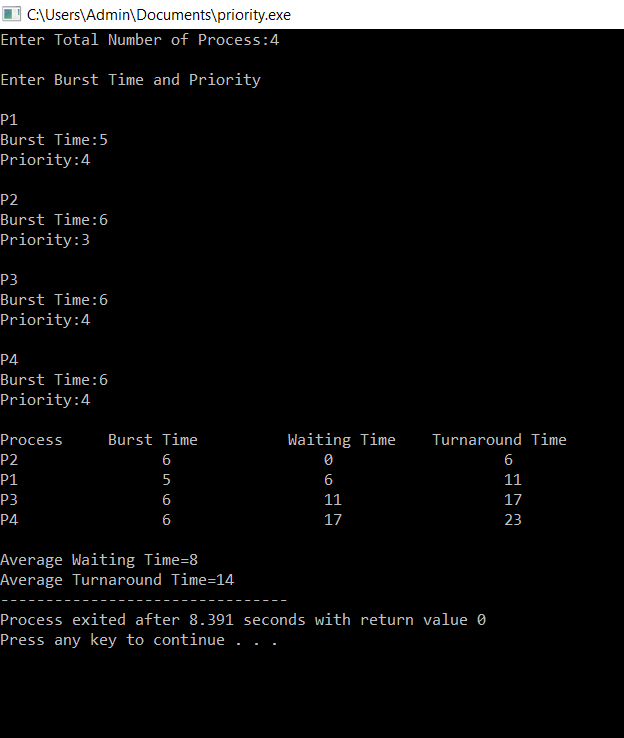 C:\Users\Admin\Documents\priority.exe
Enter Total Number of Process:4
Enter Burst Time and Priority
P1
Burst Time:5
Priority:4
P2
Burst Time:6
Priority:3
P3
Burst Time:6
Priority:4
P4
Burst Time:6
Priority:4
Process Burst Time Waiting Time Turnaround Time
P2 6 0 6
P1 5 6 11
P3 6 11 17
P4 6 17 23
Average Waiting Time=8
Average Turnaround Time=14
--------------------------------
Process exited after 8.391 seconds with return value 0
Press any key to continue . . .